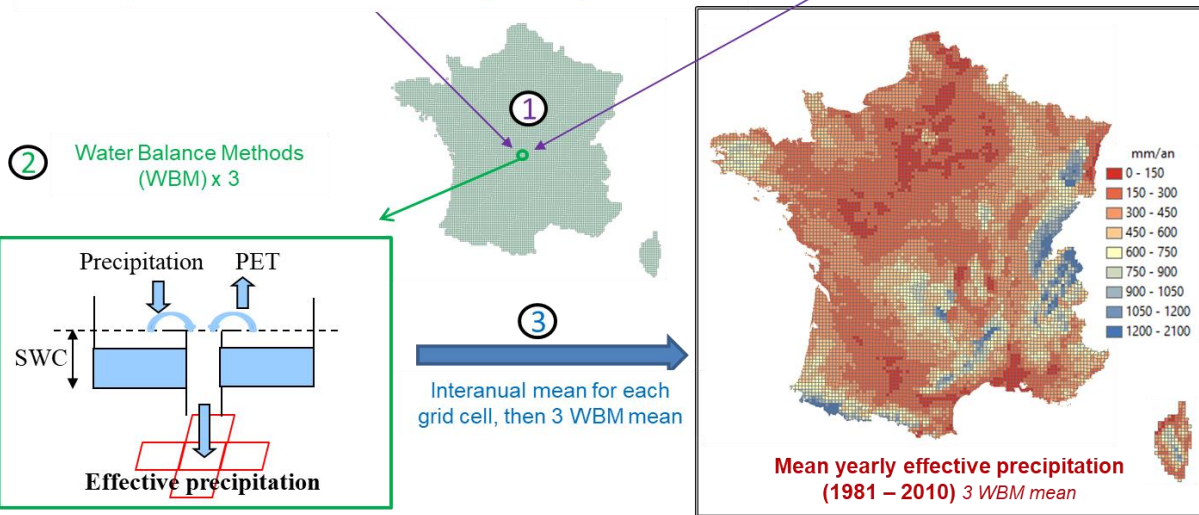 1
2
Water Balance Methods
(WBM) x 3
Precipitation
PET
SWC
Effective precipitation
3
Interanual mean for each
grid cell, then 3 WBM mean
mm/an
0 - 150
150 - 300
300 - 450
450 - 600
600 - 750
750 - 900
900 - 1050
1050 - 1200
1200 - 2100
Mean yearly effective precipitation
(1981 – 2010) 3 WBM mean